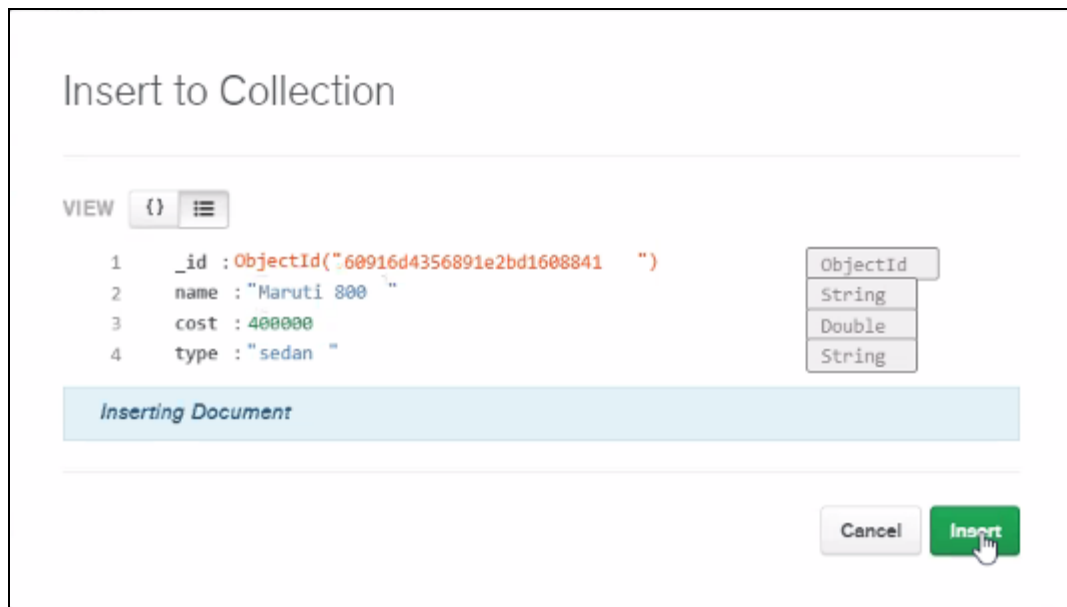 Insert to Collection
VIEW {}
1 _id : ObjectId("60916d4356891e2bd1608841 ") ObjectId
2 name : "Maruti 800 " String
3 cost : 400000 Double
4 type : "sedan " String
Inserting Document
Cancel Insert